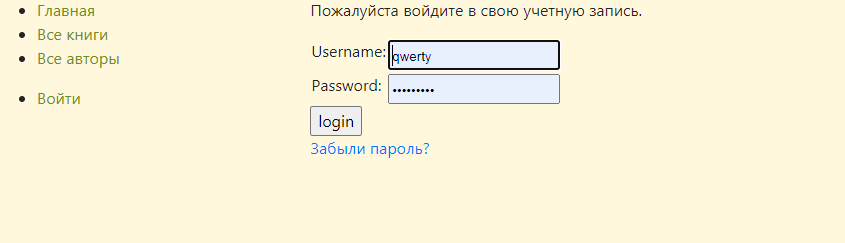 Главная
Все книги
Все авторы
Войти
Пожалуйста войдите в свою учетную запись.
Username: qwerty
Password: •••••••••
login
Забыли пароль?